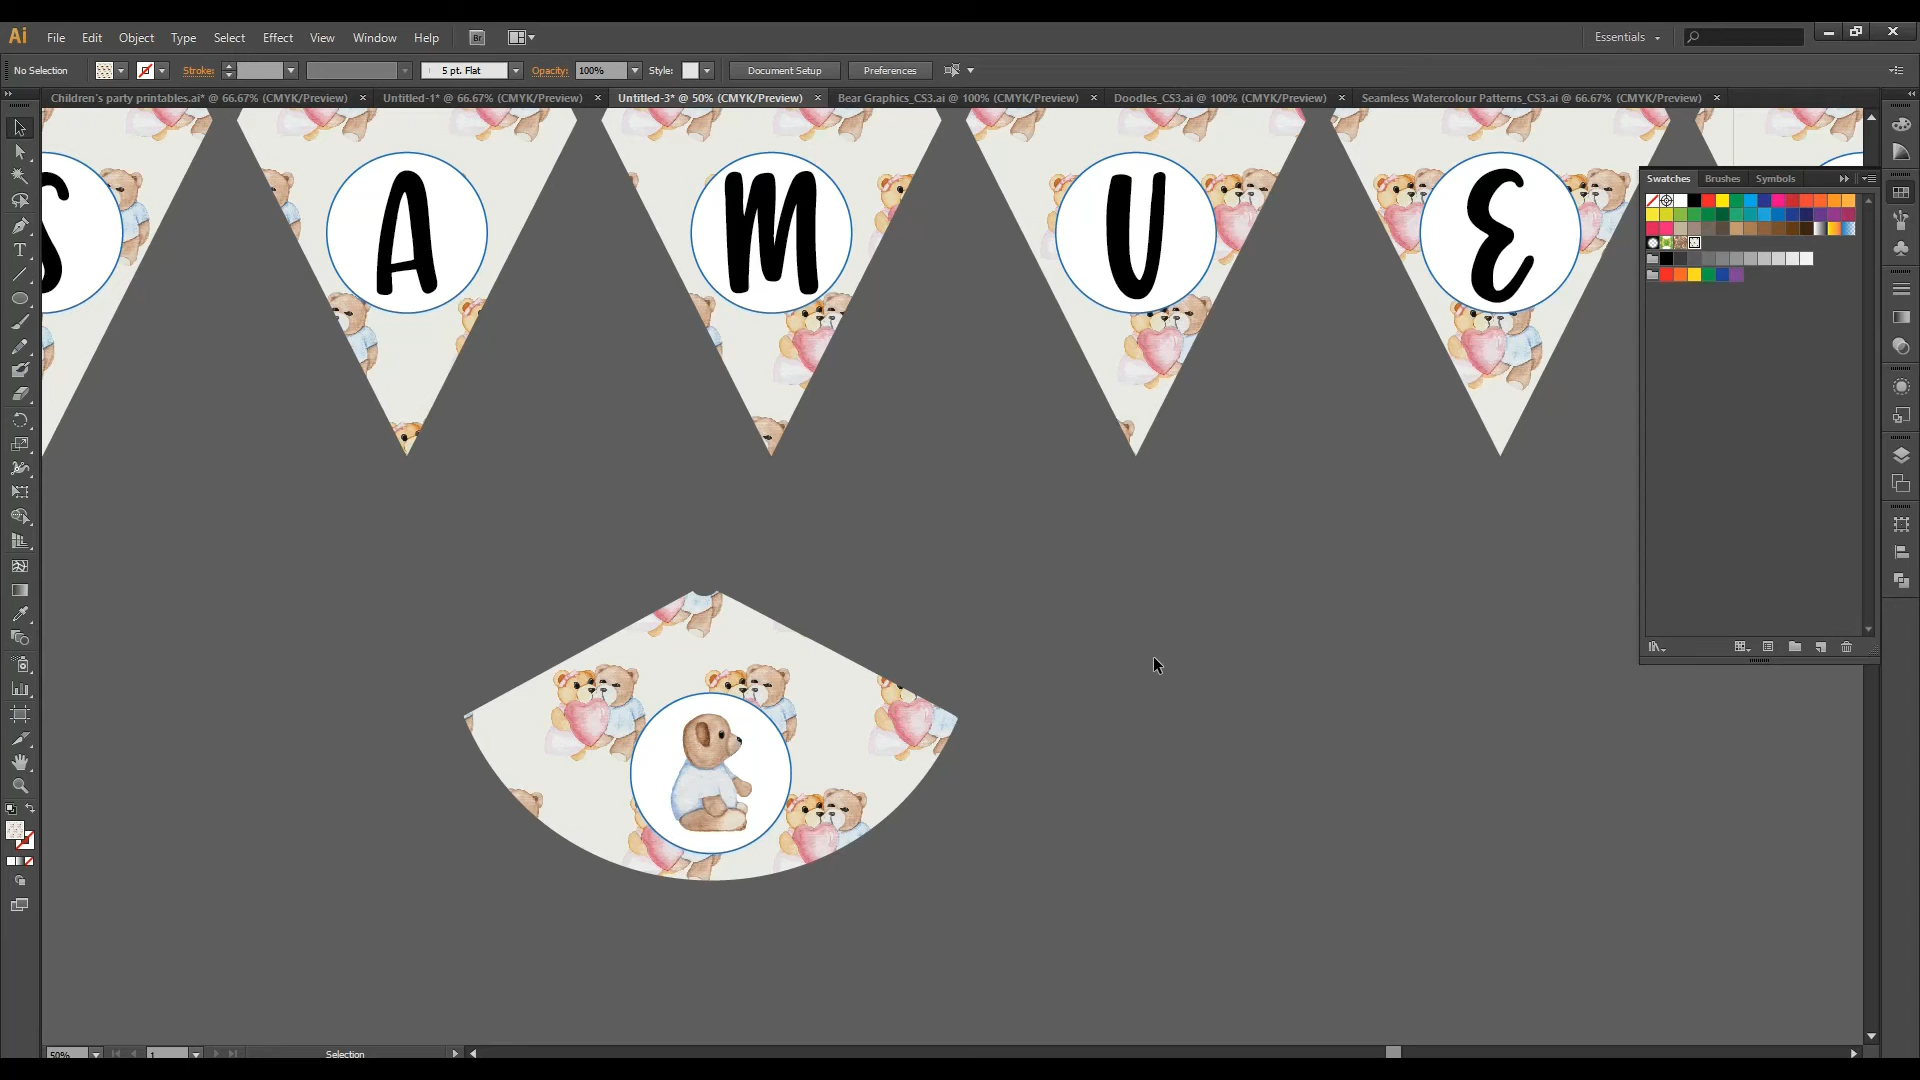 Ai File Edit Object Type Select Effect View Window Help Br Essentials
No Selection Stroke: 5 pt. Flat Opacity: 100% Style: Document Setup Preferences
Children's party printables.ai* @ 66.67% (CMYK/Preview) × Untitled-1* @ 66.67% (CMYK/Preview) × Untitled-3* @ 50% (CMYK/Preview) × Bear Graphics_CS3.ai @ 100% (CMYK/Preview) × Doodles_CS3.ai @ 100% (CMYK/Preview) × Seamless Watercolour Patterns_CS3.ai @ 66.67% (CMYK/Preview) ×
Swatches Brushes Symbols
S A M U E
50% 1 Selection